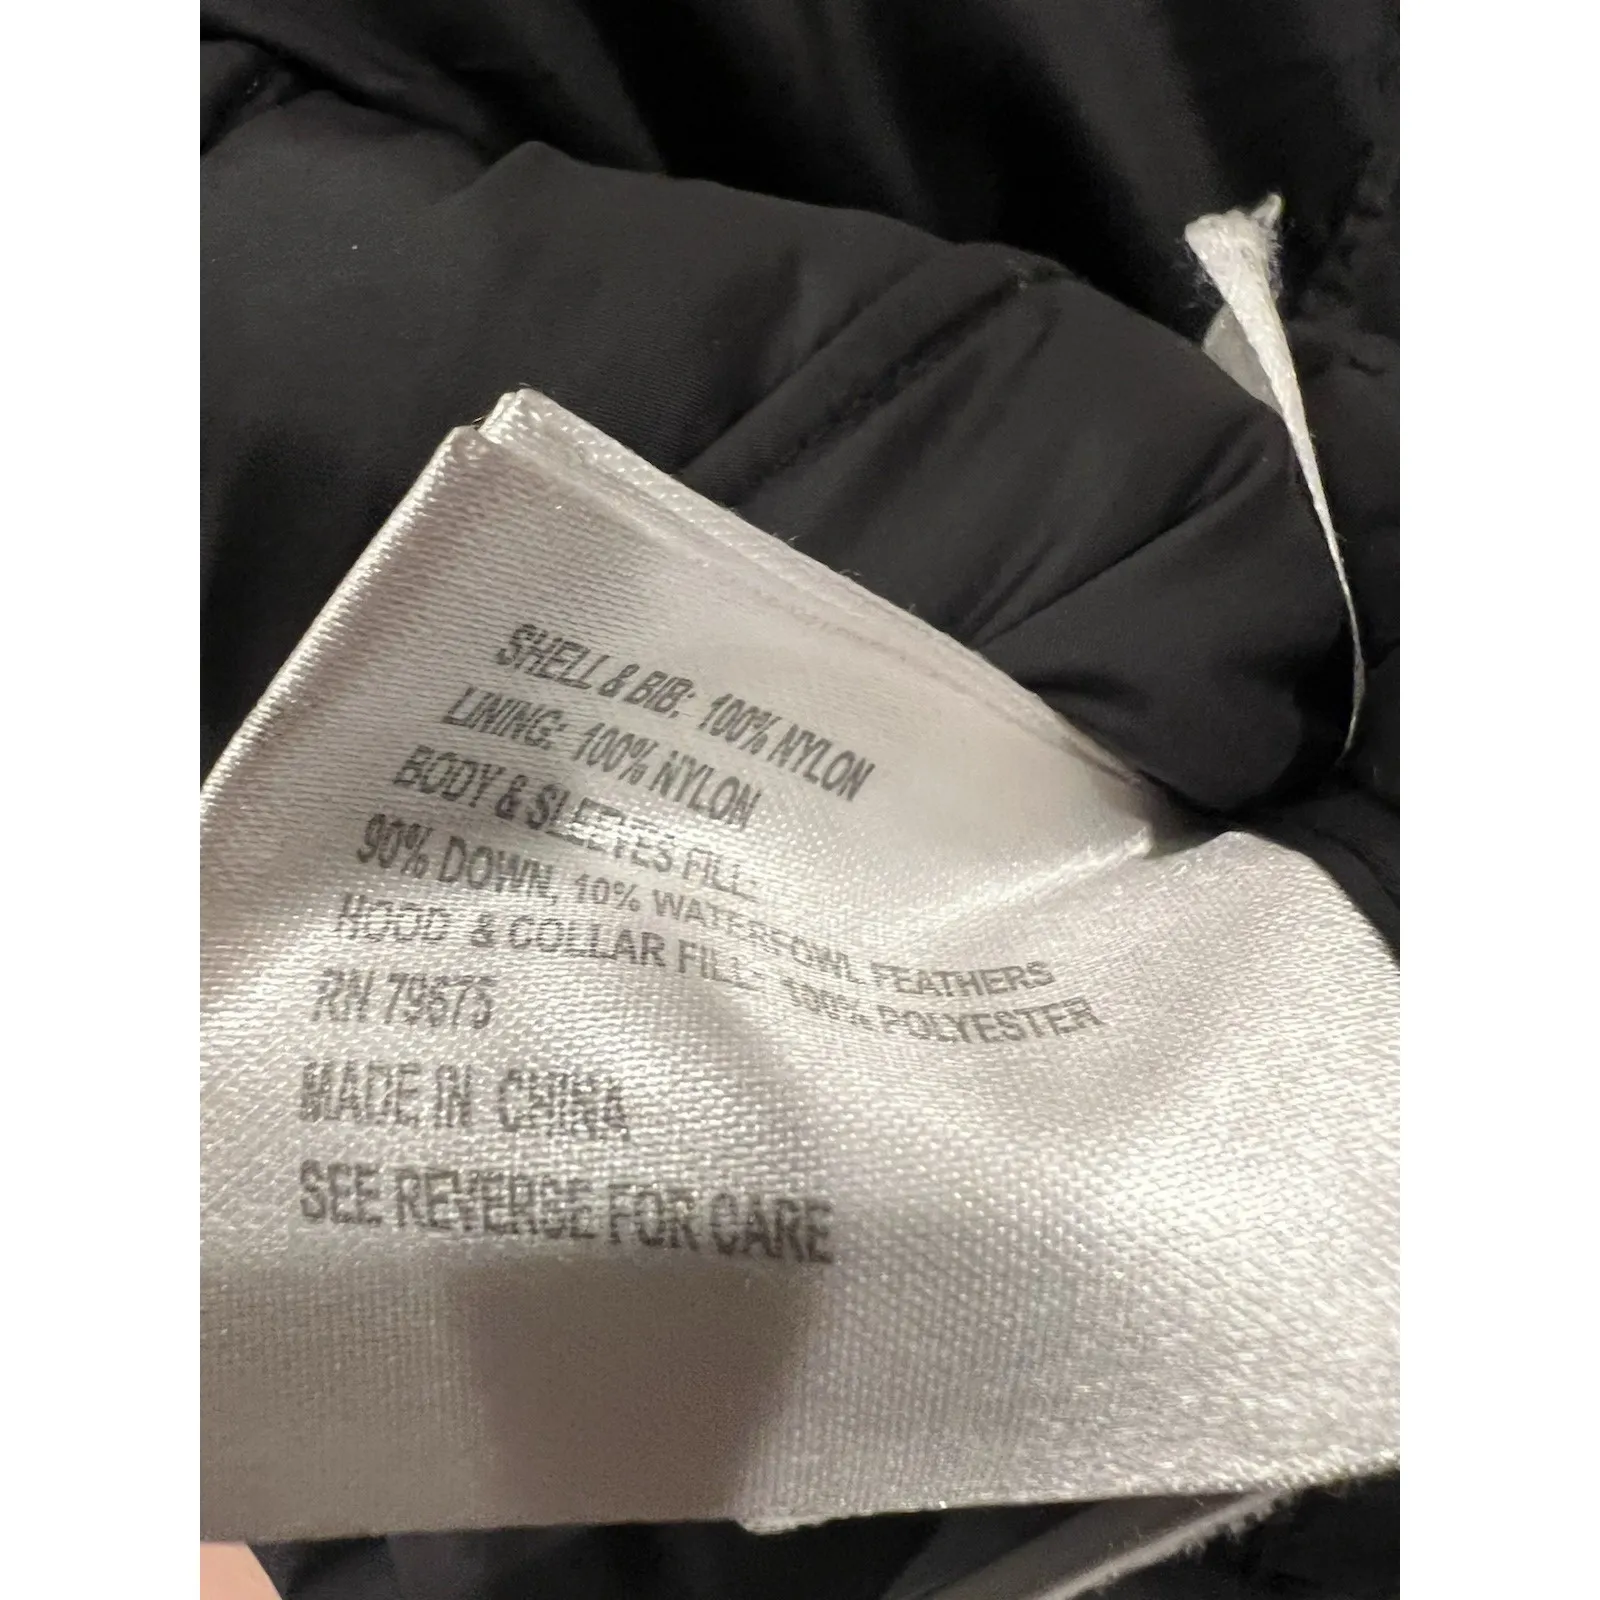 SHELL & BIB: 100% NYLON
LINING: 100% NYLON
BODY & SLEEVES FILL:
90% DOWN, 10% WATERFOWL FEATHERS
HOOD & COLLAR FILL: 100% POLYESTER
RN 79675
MADE IN CHINA
SEE REVERSE FOR CARE